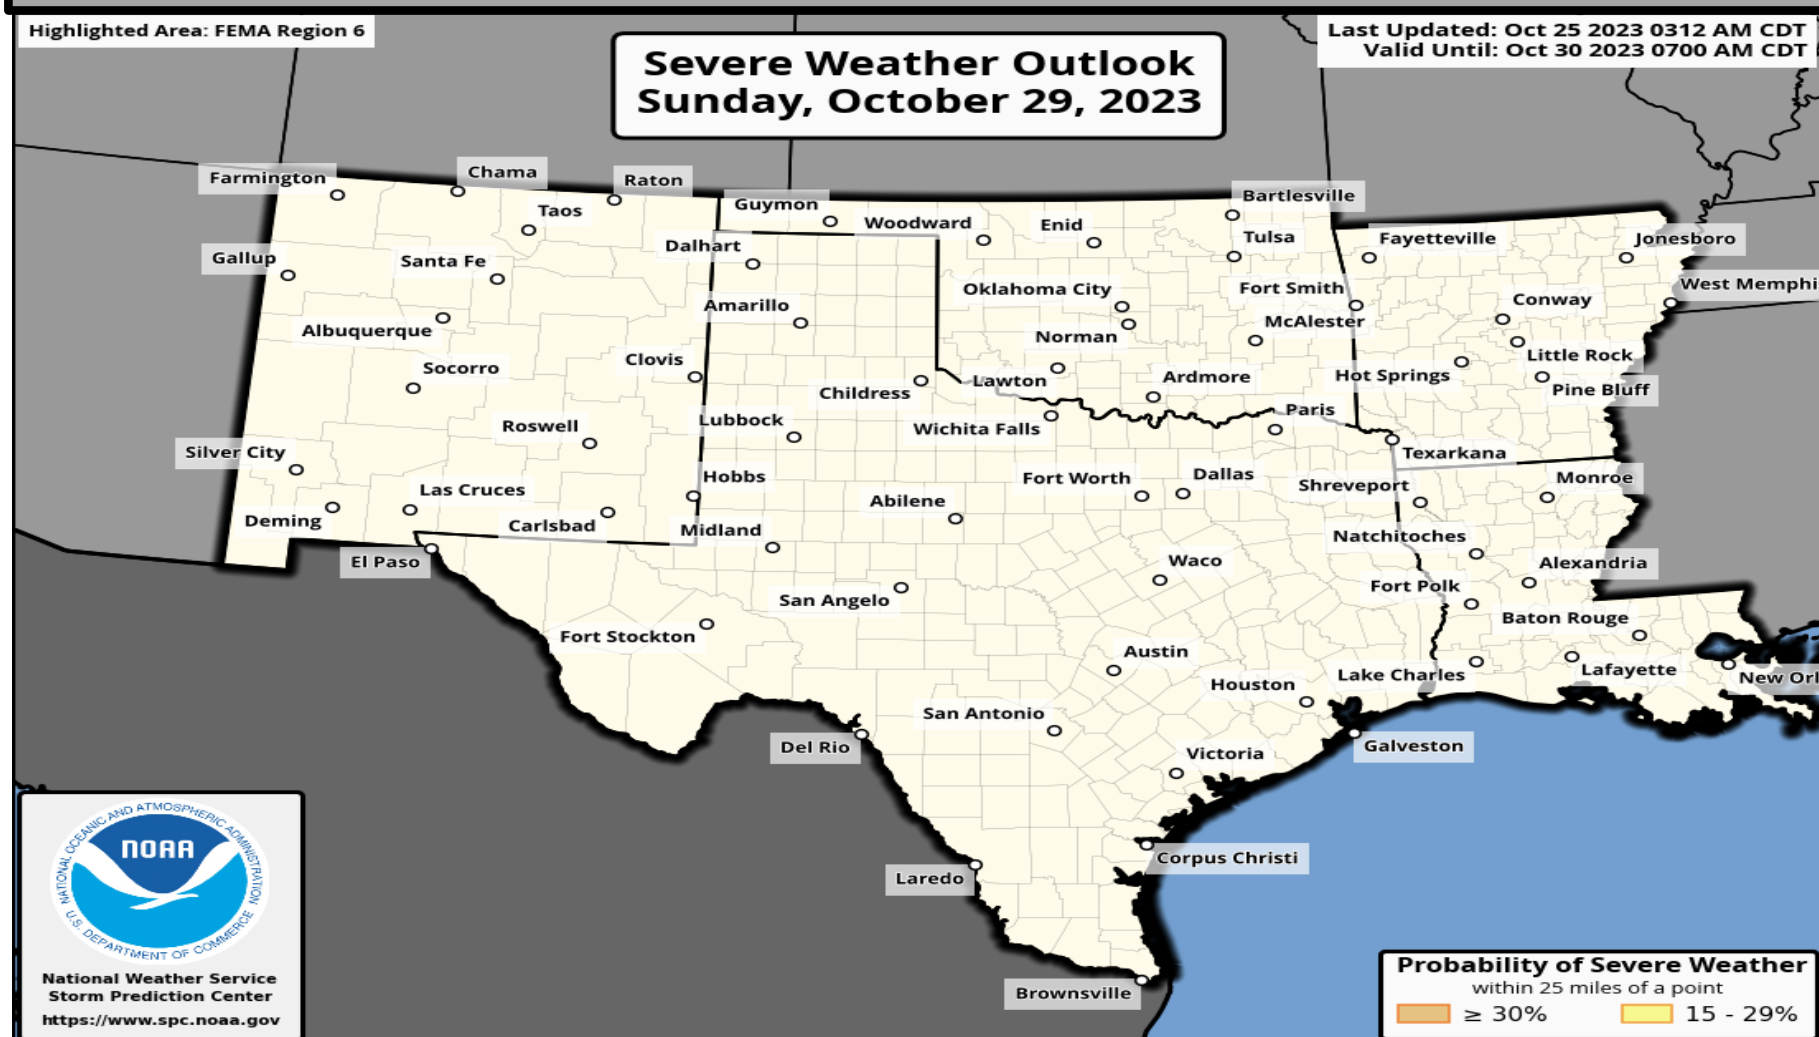 Highlighted Area: FEMA Region 6
Last Updated: Oct 25 2023 0312 AM CDT
Valid Until: Oct 30 2023 0700 AM CDT
Severe Weather Outlook
Sunday, October 29, 2023
Farmington
Chama
Raton
Taos
Guymon
Woodward
Enid
Bartlesville
Tulsa
Fayetteville
Jonesboro
Gallup
Santa Fe
Dalhart
West Memphi
Oklahoma City
Fort Smith
Conway
Albuquerque
Amarillo
Norman
McAlester
Little Rock
Socorro
Clovis
Childress
Lawton
Ardmore
Hot Springs
Pine Bluff
Roswell
Lubbock
Wichita Falls
Paris
Texarkana
Silver City
Las Cruces
Hobbs
Abilene
Fort Worth
Dallas
Shreveport
Monroe
Deming
Carlsbad
Midland
Natchitoches
El Paso
Waco
Alexandria
San Angelo
Fort Polk
Fort Stockton
Baton Rouge
Austin
Lake Charles
Lafayette
New Orl
Houston
San Antonio
Del Rio
Victoria
Galveston
Corpus Christi
Laredo
Brownsville
NATIONAL OCEANIC AND ATMOSPHERIC ADMINISTRATION
NOAA
U.S. DEPARTMENT OF COMMERCE
National Weather Service
Storm Prediction Center
https://www.spc.noaa.gov
Probability of Severe Weather
within 25 miles of a point
≥ 30%
15 - 29%